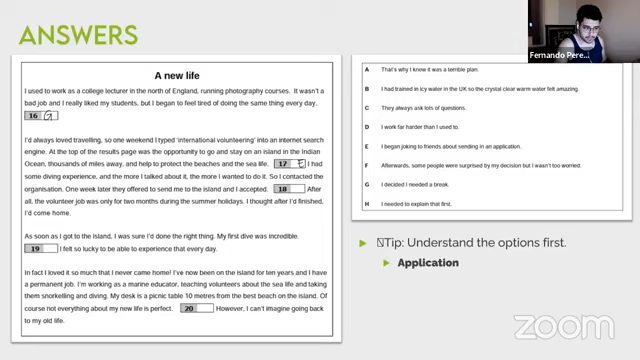 ANSWERS
A new life
I used to work as a college lecturer in the north of England, running photography courses. It wasn't a
bad job and I really liked my students, but I began to feel tired of doing the same thing every day.
16 G
I'd always loved travelling, so one weekend I typed 'international volunteering' into an internet search
engine. At the top of the results page was the opportunity to go and stay on an island in the Indian
Ocean, thousands of miles away, and help to protect the beaches and the sea life. 17 E I had
some diving experience, and the more I talked about it, the more I wanted to do it. So I contacted the
organisation. One week later they offered to send me to the island and I accepted. 18 After
all, the volunteer job was only for two months during the summer holidays. I thought after I'd finished,
I'd come home.
As soon as I got to the island, I was sure I'd done the right thing. My first dive was incredible.
19 I felt so lucky to be able to experience that every day.
In fact I loved it so much that I never came home! I've now been on the island for ten years and I have
a permanent job. I'm working as a marine educator, teaching volunteers about the sea life and taking
them snorkelling and diving. My desk is a picnic table 10 metres from the best beach on the island. Of
course not everything about my new life is perfect. 20 However, I can't imagine going back
to my old life.
A That's why I knew it was a terrible plan.
B I had trained in icy water in the UK so the crystal clear warm water felt amazing.
C They always ask lots of questions.
D I work far harder than I used to.
E I began joking to friends about sending in an application.
F Afterwards, some people were surprised by my decision but I wasn't too worried.
G I decided I needed a break.
H I needed to explain that first.
Tip: Understand the options first.
Application
Fernando Pere...
zoom